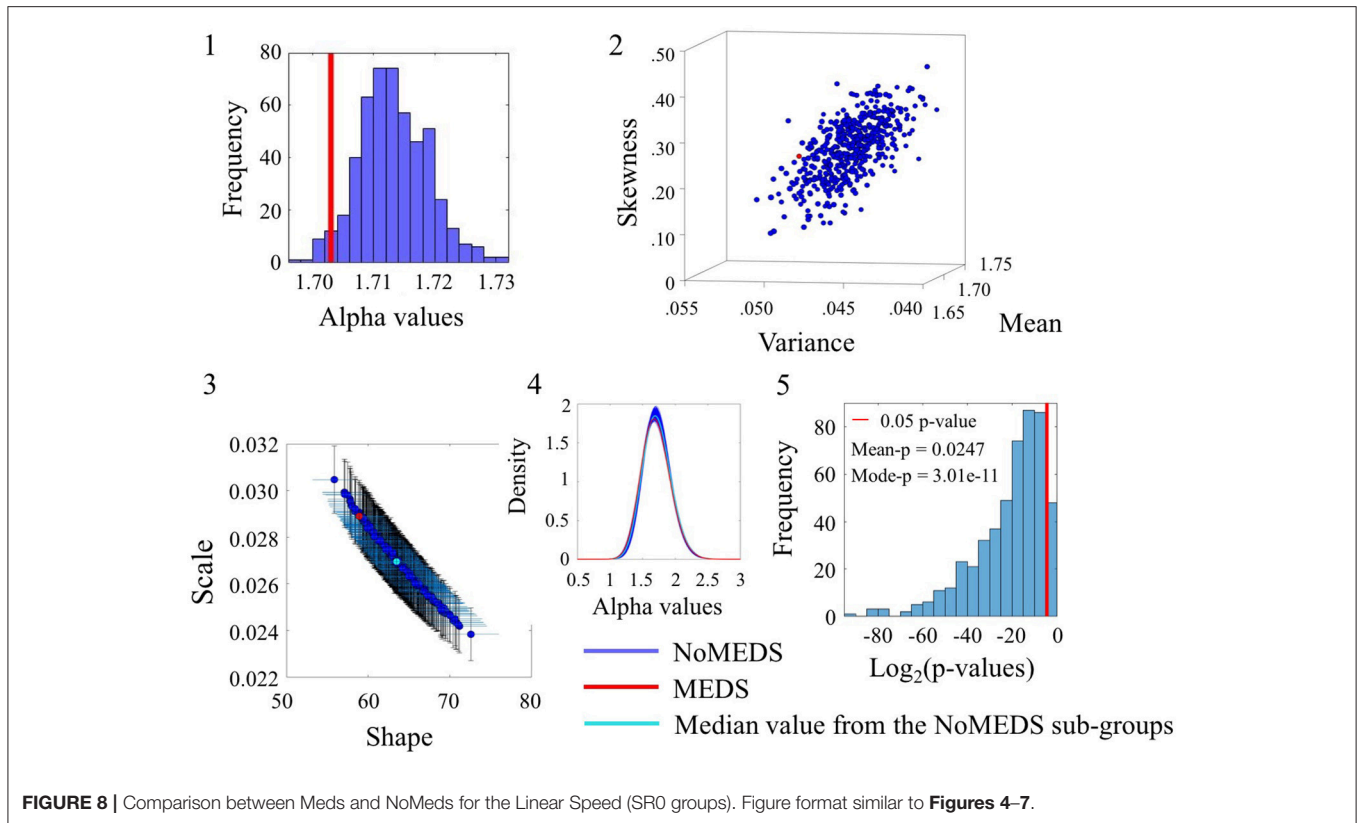 1
80
60
40
20
0
Frequency
1.70 1.71 1.72 1.73
Alpha values
2
.50
.40
.30
.20
.10
0
Skewness
.055 .050 .045 .040
Variance
1.65 1.70 1.75
Mean
3
0.032
0.030
0.028
0.026
0.024
0.022
Scale
50 60 70 80
Shape
4
2
1.5
1
0.5
0
Density
0.5 1 1.5 2 2.5 3
Alpha values
5
80
60
40
20
0
Frequency
0.05 p-value
Mean-p = 0.0247
Mode-p = 3.01e-11
-80 -60 -40 -20 0
Log₂(p-values)
NoMEDS
MEDS
Median value from the NoMEDS sub-groups
FIGURE 8 | Comparison between Meds and NoMeds for the Linear Speed (SR0 groups). Figure format similar to Figures 4–7.